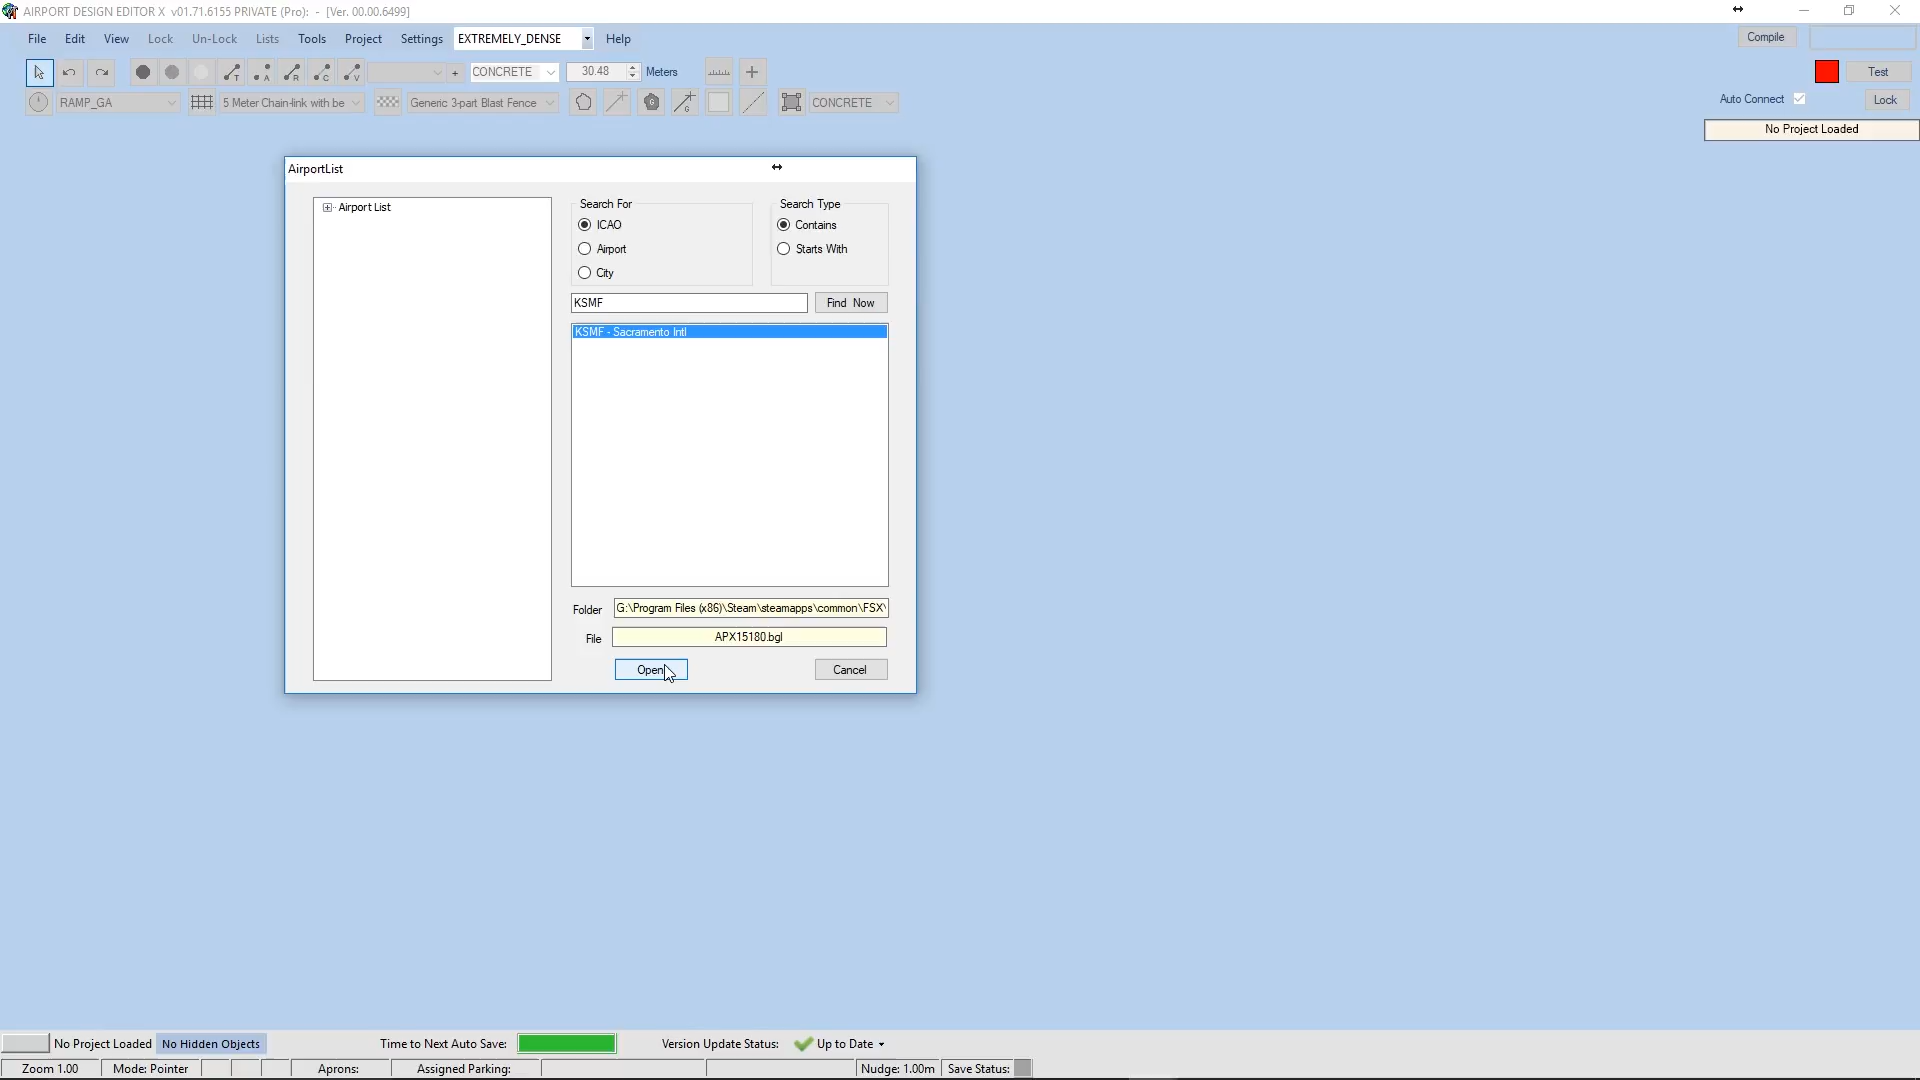 AIRPORT DESIGN EDITOR X v01.71.6155 PRIVATE (Pro): - [Ver. 00.00.6499]
File Edit View Lock Un-Lock Lists Tools Project Settings EXTREMELY_DENSE Help
Compile
CONCRETE 30.48 Meters
Test
RAMP_GA 5 Meter Chain-link with be Generic 3-part Blast Fence CONCRETE
Auto Connect Lock
No Project Loaded
AirportList
Airport List
Search For
ICAO
Airport
City
Search Type
Contains
Starts With
KSMF Find Now
KSMF - Sacramento Intl
Folder G:\Program Files (x86)\Steam\steamapps\common\FSX\
File APX15180.bgl
Open Cancel
No Project Loaded No Hidden Objects Time to Next Auto Save: Version Update Status: Up to Date
Zoom 1.00 Mode: Pointer Aprons: Assigned Parking: Nudge: 1.00m Save Status: